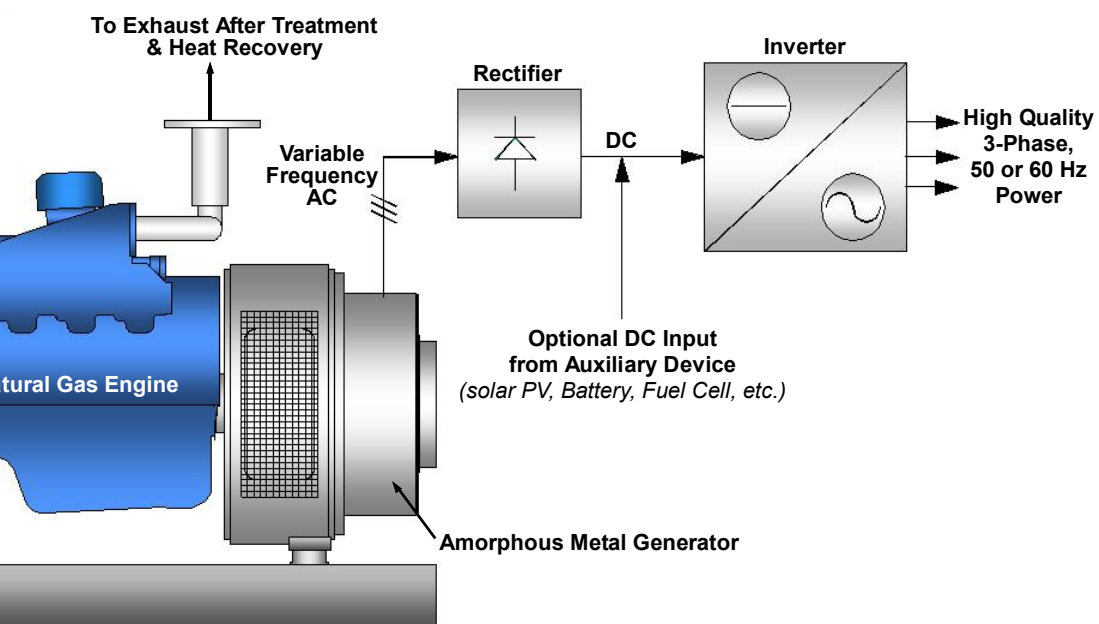 To Exhaust After Treatment
& Heat Recovery
Inverter
Rectifier
DC
Variable
Frequency
AC
High Quality
3-Phase,
50 or 60 Hz
Power
Optional DC Input
from Auxiliary Device
(solar PV, Battery, Fuel Cell, etc.)
tural Gas Engine
Amorphous Metal Generator